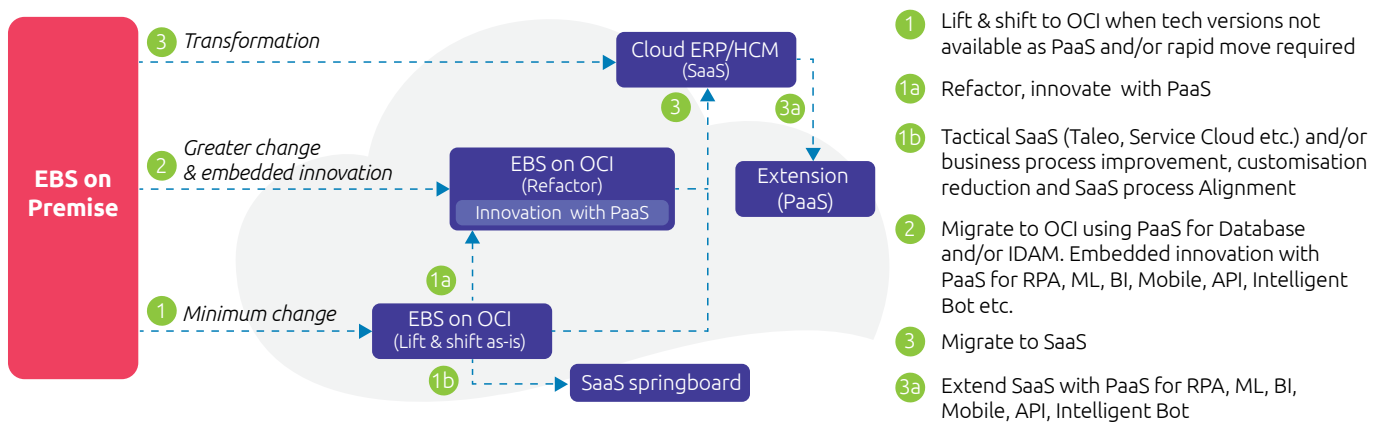 EBS on
Premise
3 Transformation
2
Greater change
& embedded innovation
1 Minimum change
Cloud ERP/HCM
(SaaS)
3
3a
EBS on OCI
(Refactor)
Innovation with PaaS
Extension
(PaaS)
1a
EBS on OCI
(Lift & shift as-is)
1b
SaaS springboard
1 Lift & shift to OCI when tech versions not
available as PaaS and/or rapid move required
1a Refactor, innovate with PaaS
1b Tactical SaaS (Taleo, Service Cloud etc.) and/or
business process improvement, customisation
reduction and SaaS process Alignment
2 Migrate to OCI using PaaS for Database
and/or IDAM. Embedded innovation with
PaaS for RPA, ML, BI, Mobile, API, Intelligent
Bot etc.
3 Migrate to SaaS
3a Extend SaaS with PaaS for RPA, ML, BI,
Mobile, API, Intelligent Bot